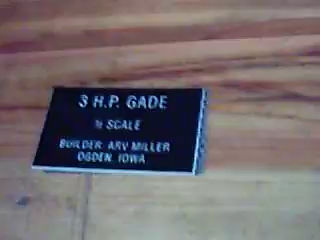 3 H.P. GADE
½ SCALE
BUILDER: ARV MILLER
OGDEN, IOWA